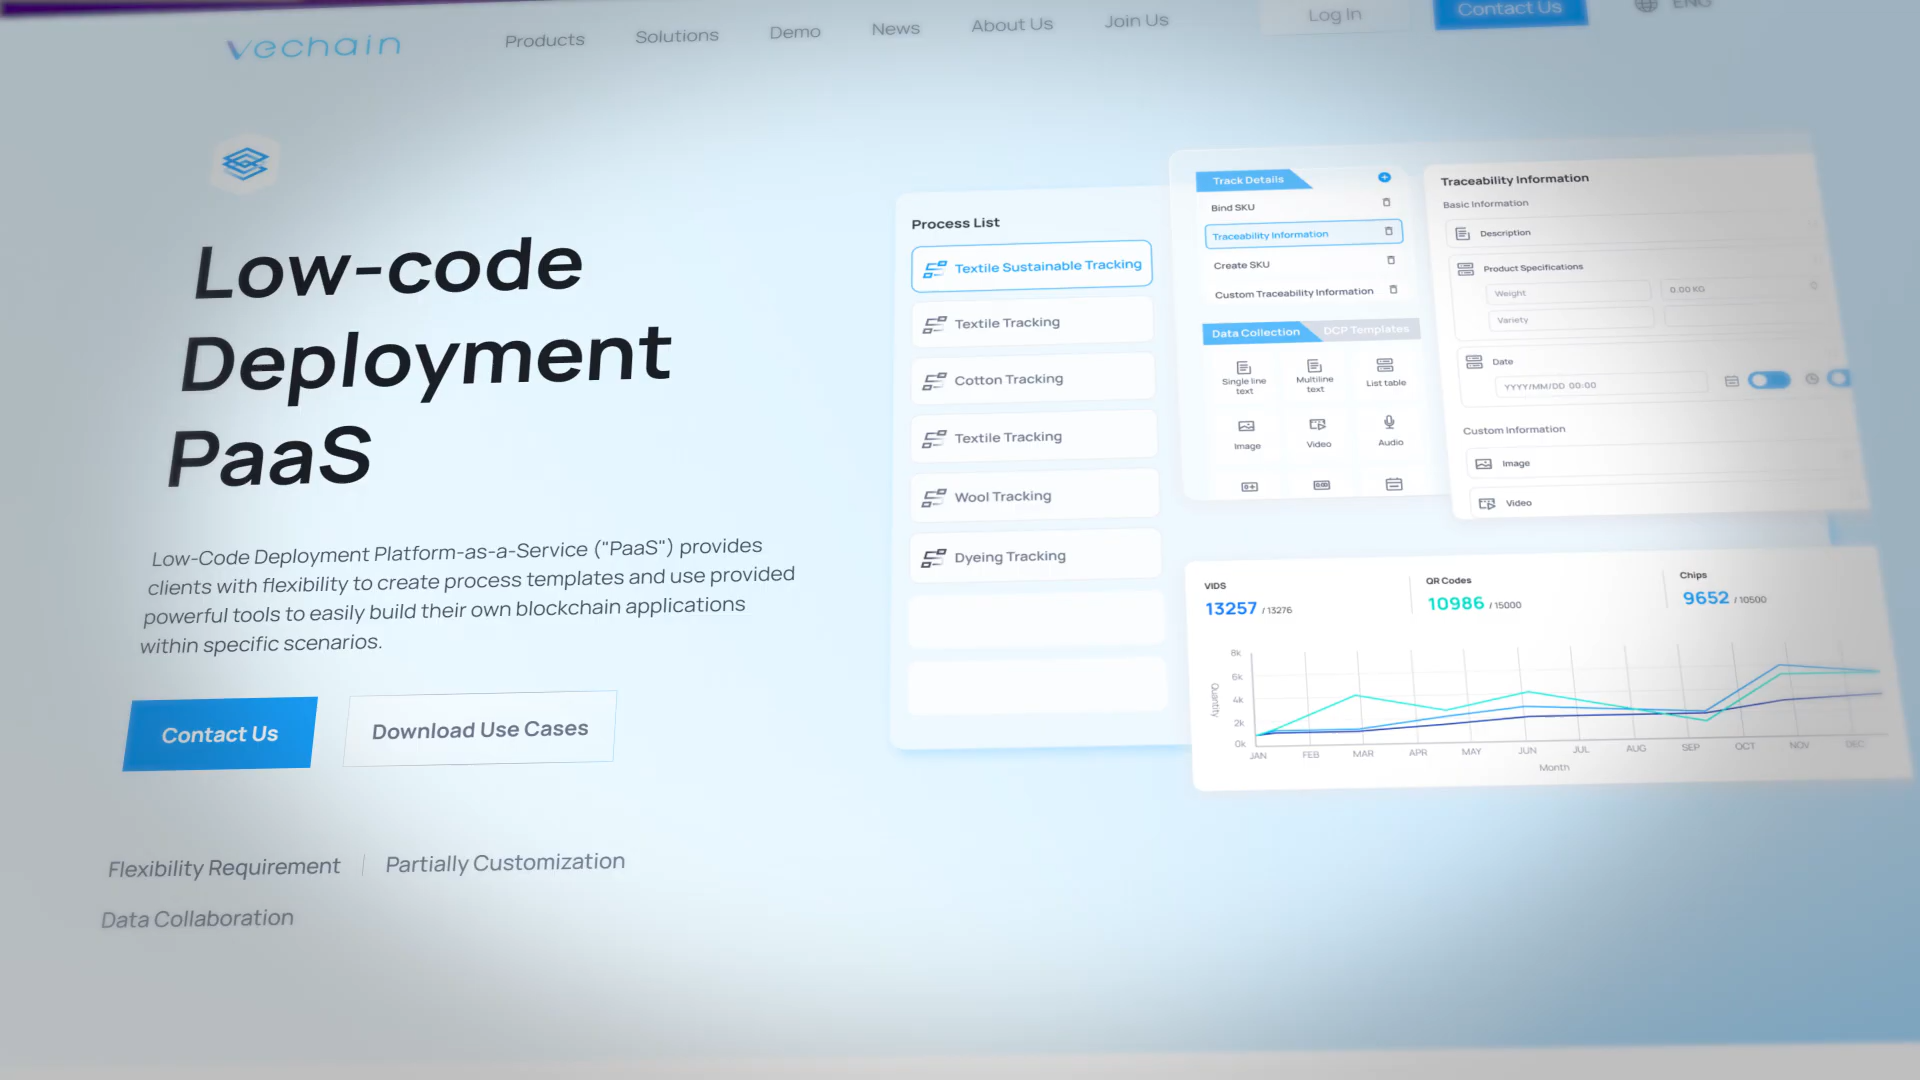 vechain
Products
Solutions
Demo
News
About Us
Join Us
Log In
Contact Us
ENG
Low-code
Deployment
PaaS
Low-Code Deployment Platform-as-a-Service ("PaaS") provides
clients with flexibility to create process templates and use provided
powerful tools to easily build their own blockchain applications
within specific scenarios.
Contact Us
Download Use Cases
Flexibility Requirement
Partially Customization
Data Collaboration
Process List
Textile Sustainable Tracking
Textile Tracking
Cotton Tracking
Textile Tracking
Wool Tracking
Dyeing Tracking
Track Details
Bind SKU
Traceability Information
Create SKU
Custom Traceability Information
Data Collection
DCP Templates
Single line
text
Multiline
text
List table
Image
Video
Audio
Traceability Information
Basic Information
Description
Product Specifications
Weight
0.00 KG
Variety
Date
YYYY/MM/DD 00:00
Custom Information
Image
Video
VIDS
13257 / 13276
QR Codes
10986 / 15000
Chips
9652 / 10500
8k
6k
4k
2k
0k
Quantity
JAN
FEB
MAR
APR
MAY
JUN
JUL
AUG
SEP
OCT
NOV
DEC
Month